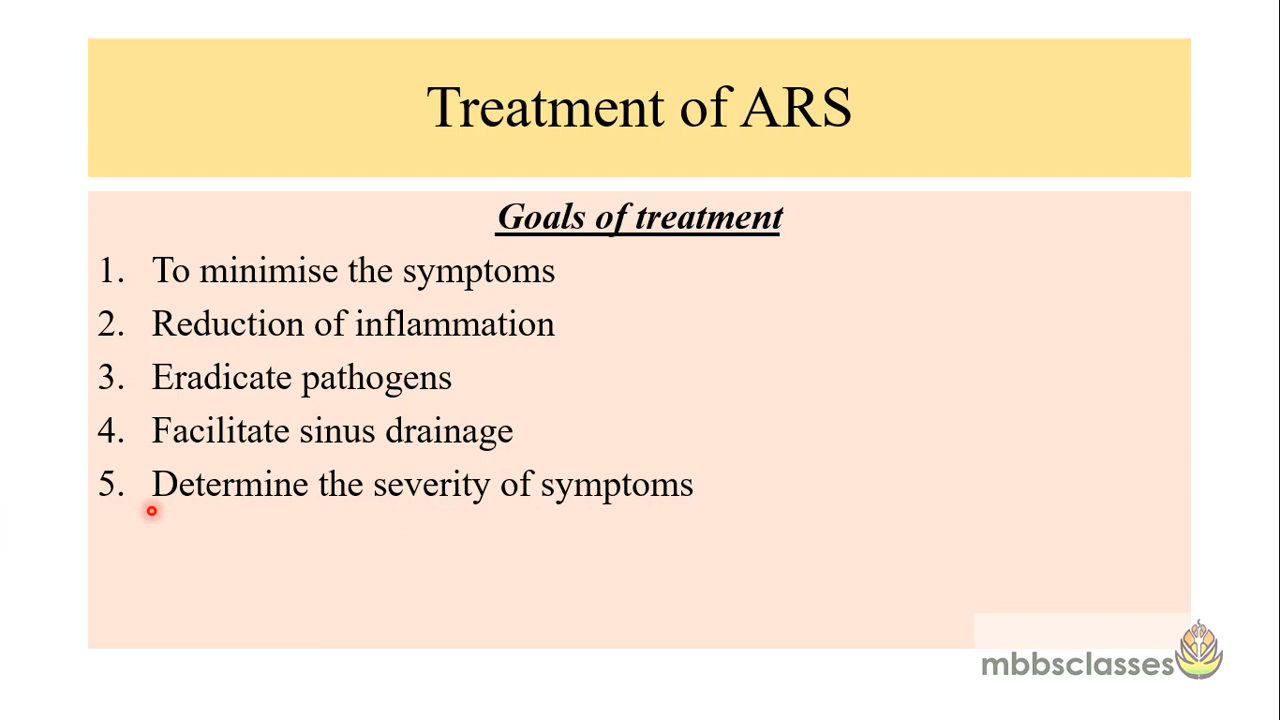 Treatment of ARS
Goals of treatment
1. To minimise the symptoms
2. Reduction of inflammation
3. Eradicate pathogens
4. Facilitate sinus drainage
5. Determine the severity of symptoms
mbbsclasses